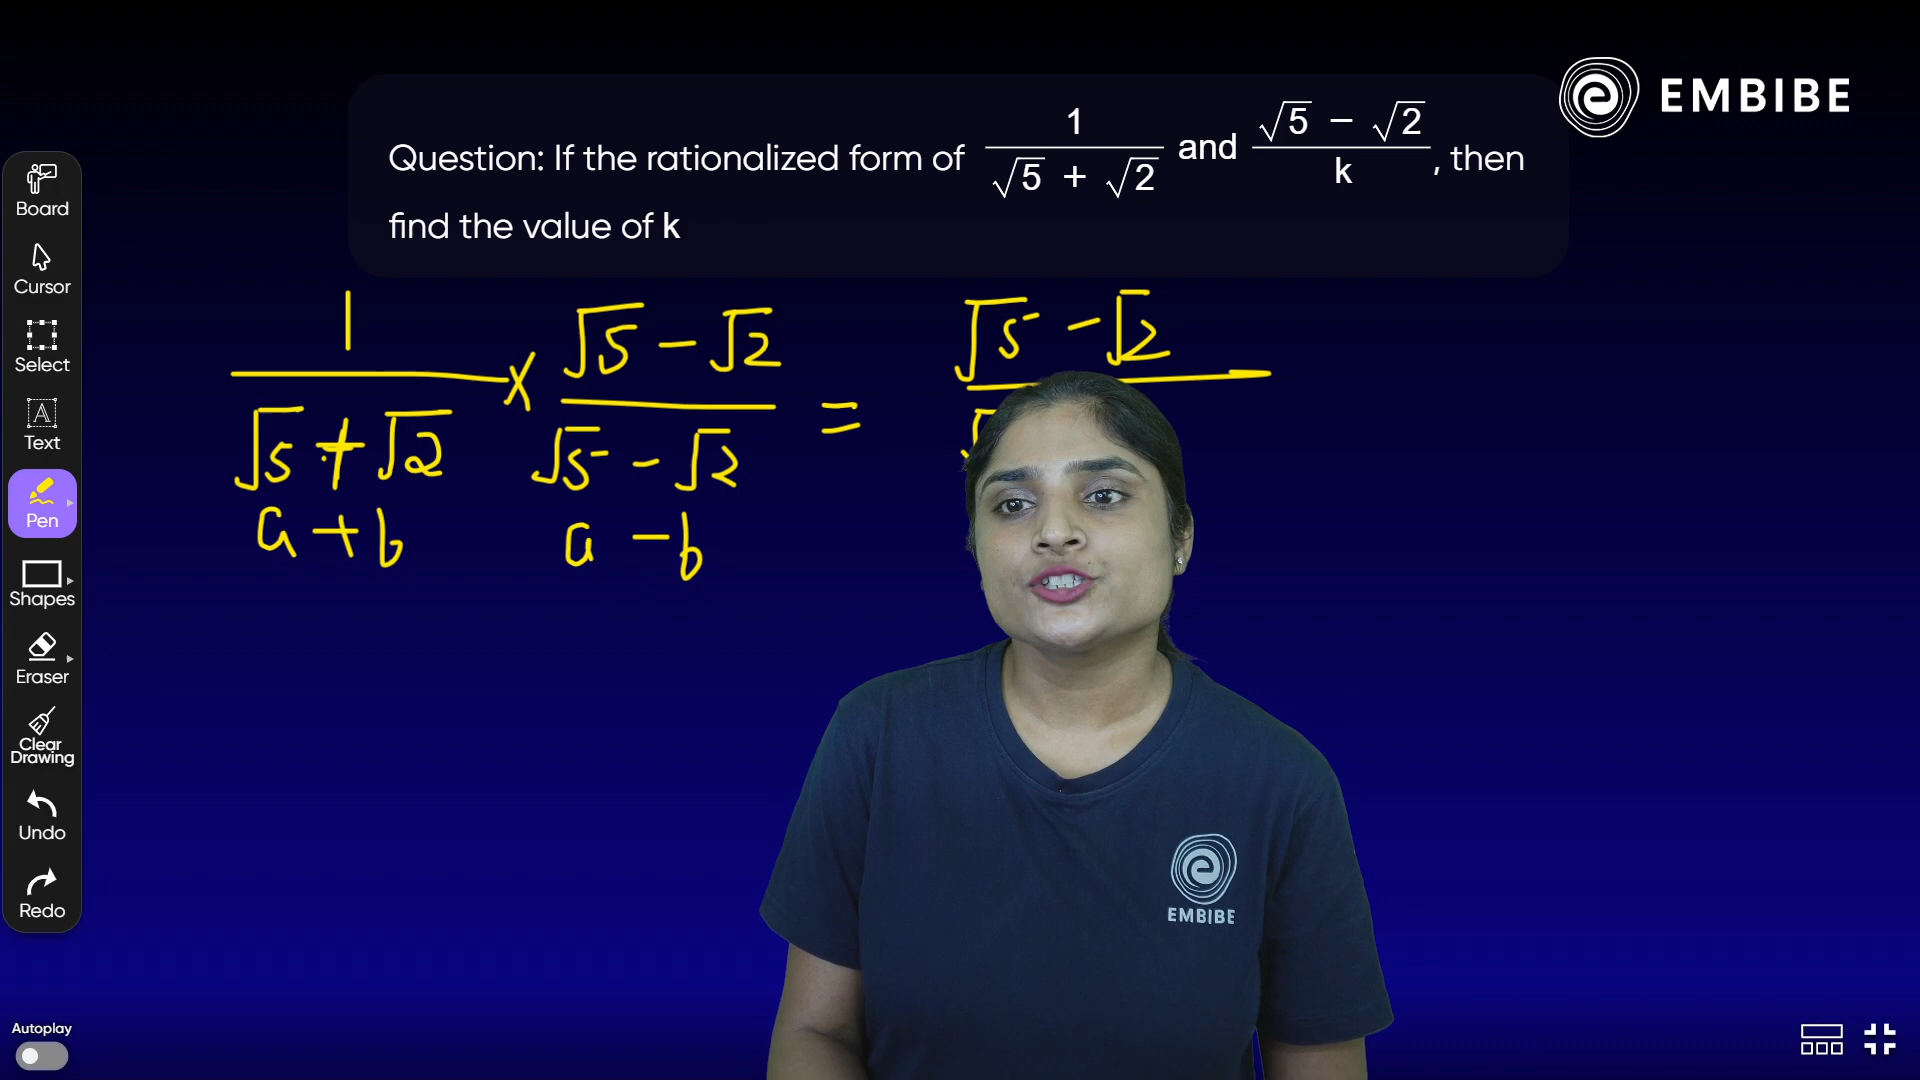 EMBIBE
Question: If the rationalized form of 1/(√5 + √2) and (√5 − √2)/k, then
find the value of k
Board
Cursor
Select
Text
Pen
Shapes
Eraser
Clear
Drawing
Undo
Redo
Autoplay
1/(√5 + √2) × (√5 − √2)/(√5 − √2) = (√5 − √2)/
a + b a − b
EMBIBE